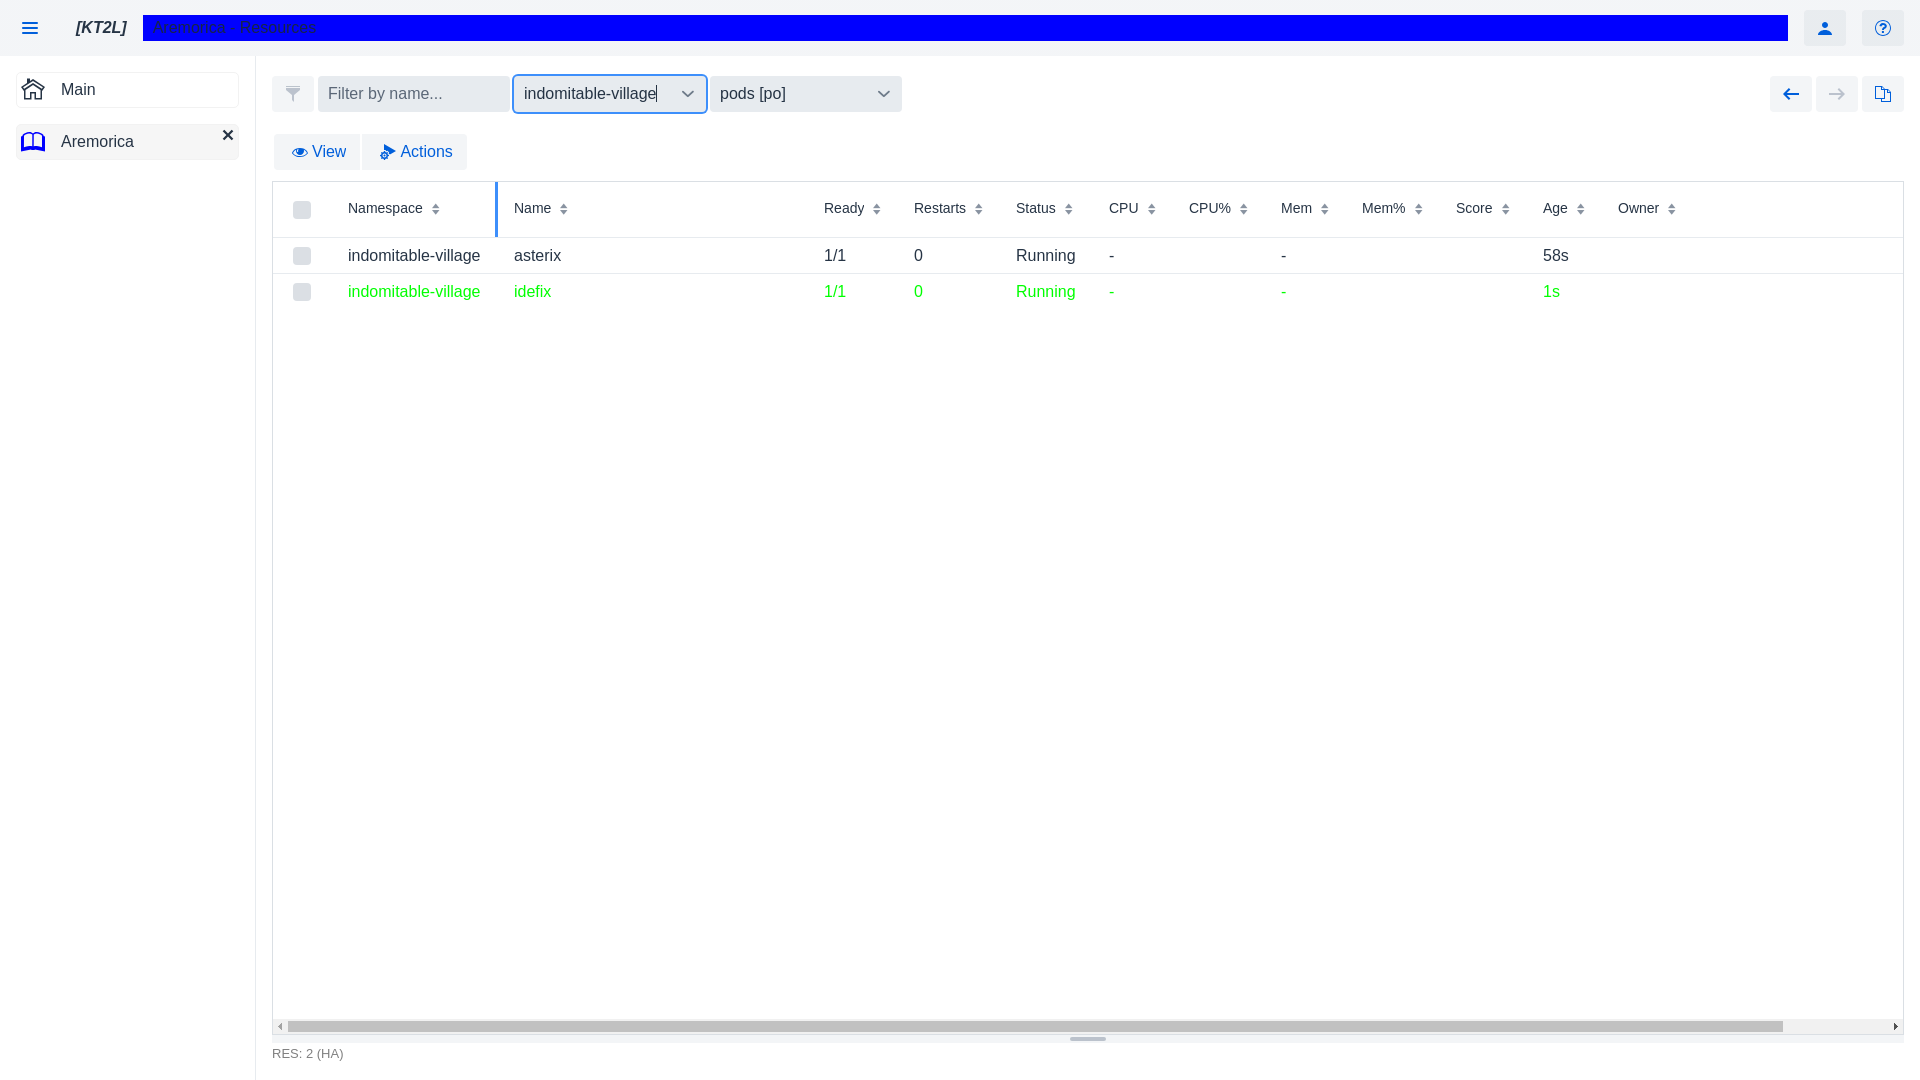 [KT2L] Aremorica - Resources
Main
Aremorica
Filter by name... indomitable-village pods [po]
View Actions
Namespace Name Ready Restarts Status CPU CPU% Mem Mem% Score Age Owner
indomitable-village asterix 1/1 0 Running - - 58s
indomitable-village idefix 1/1 0 Running - - 1s
RES: 2 (HA)